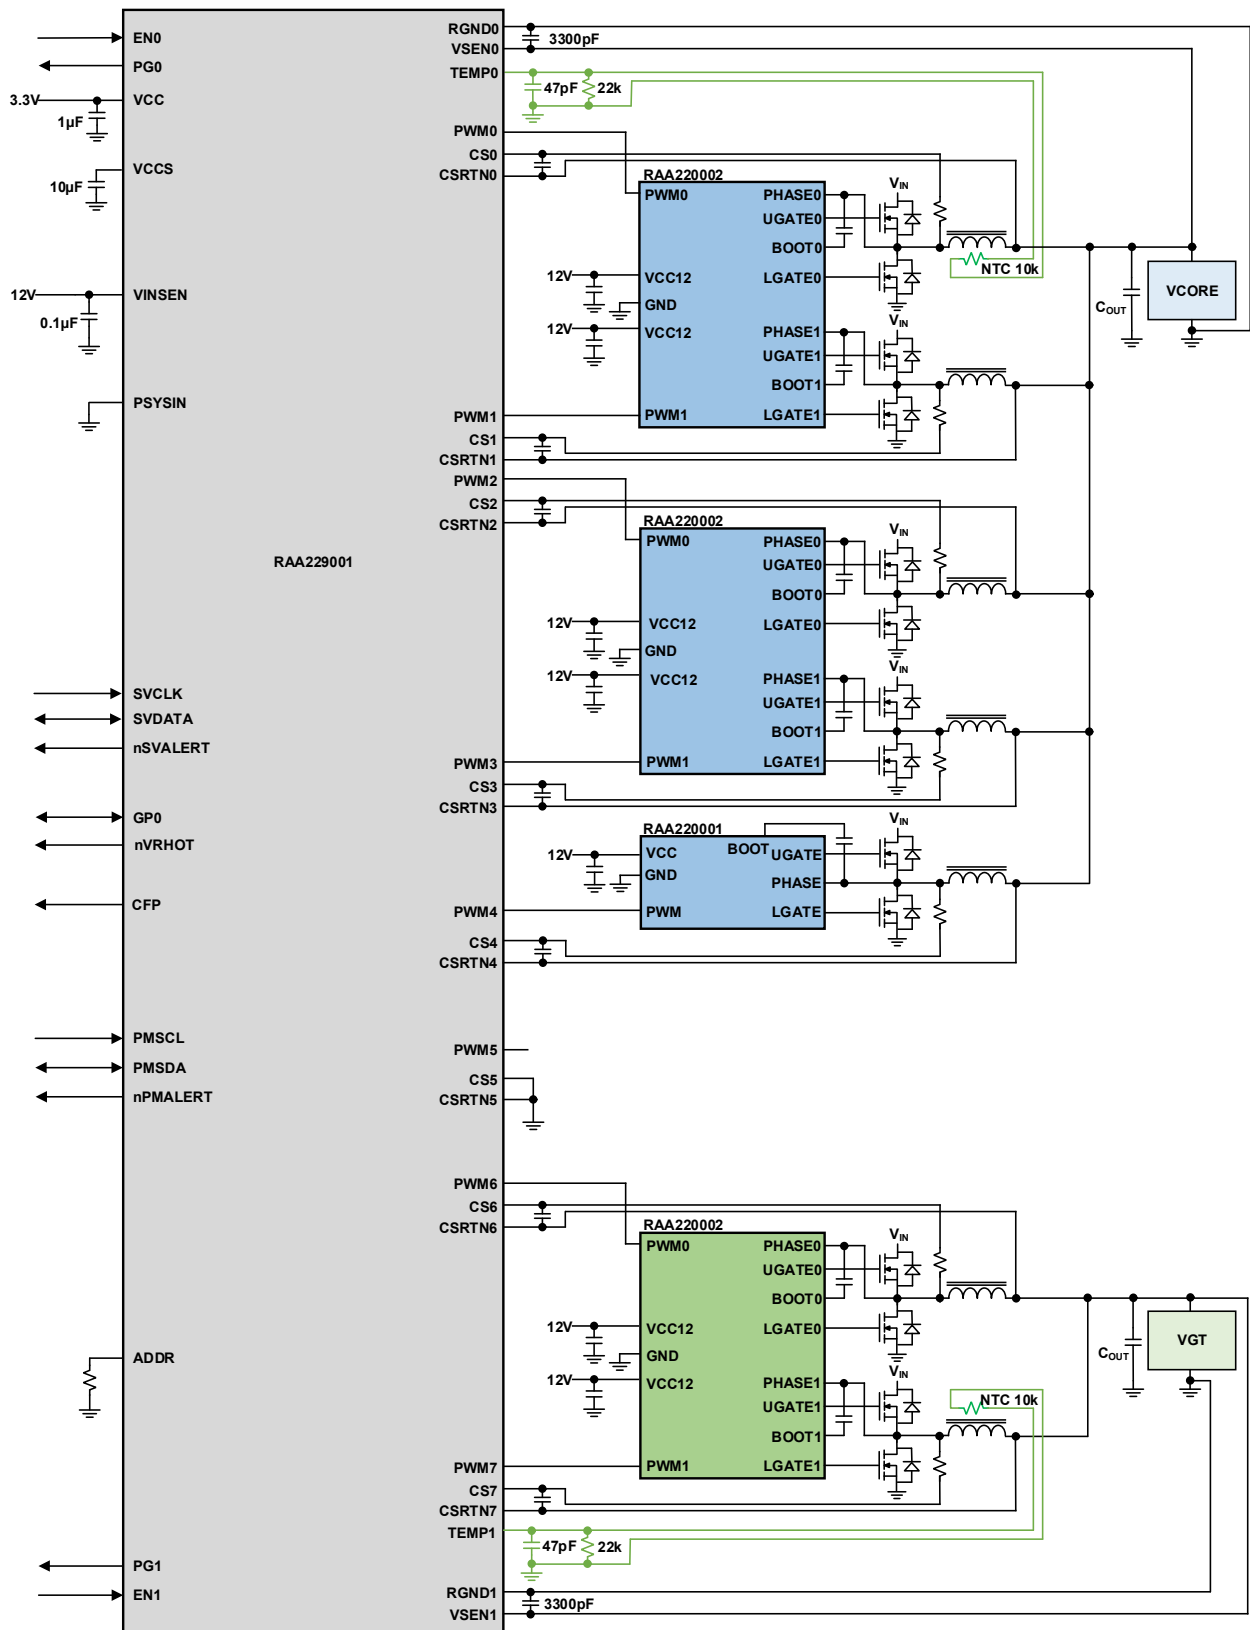 EN0
PG0
3.3V
VCC
1µF
VCCS
10µF
12V
VINSEN
0.1µF
PSYSIN
RAA229001
SVCLK
SVDATA
nSVALERT
GP0
nVRHOT
CFP
PMSCL
PMSDA
nPMALERT
ADDR
PG1
EN1
RGND0
3300pF
VSEN0
TEMP0
47pF
22k
PWM0
CS0
CSRTN0
RAA220002
PWM0
PHASE0
VIN
UGATE0
BOOT0
NTC 10k
12V
VCC12
LGATE0
GND
12V
VCC12
PHASE1
VIN
UGATE1
BOOT1
PWM1
PWM1
LGATE1
COUT
VCORE
CS1
CSRTN1
PWM2
CS2
CSRTN2
RAA220002
PWM0
PHASE0
VIN
UGATE0
BOOT0
12V
VCC12
LGATE0
GND
12V
VCC12
PHASE1
VIN
UGATE1
BOOT1
PWM3
PWM1
LGATE1
CS3
CSRTN3
RAA220001
VIN
12V
VCC
BOOT
UGATE
GND
PHASE
PWM4
PWM
LGATE
CS4
CSRTN4
PWM5
CS5
CSRTN5
PWM6
CS6
CSRTN6
RAA220002
PWM0
PHASE0
VIN
UGATE0
BOOT0
12V
VCC12
LGATE0
GND
12V
VCC12
PHASE1
VIN
UGATE1
NTC 10k
BOOT1
PWM7
PWM1
LGATE1
COUT
VGT
CS7
CSRTN7
TEMP1
47pF
22k
RGND1
3300pF
VSEN1